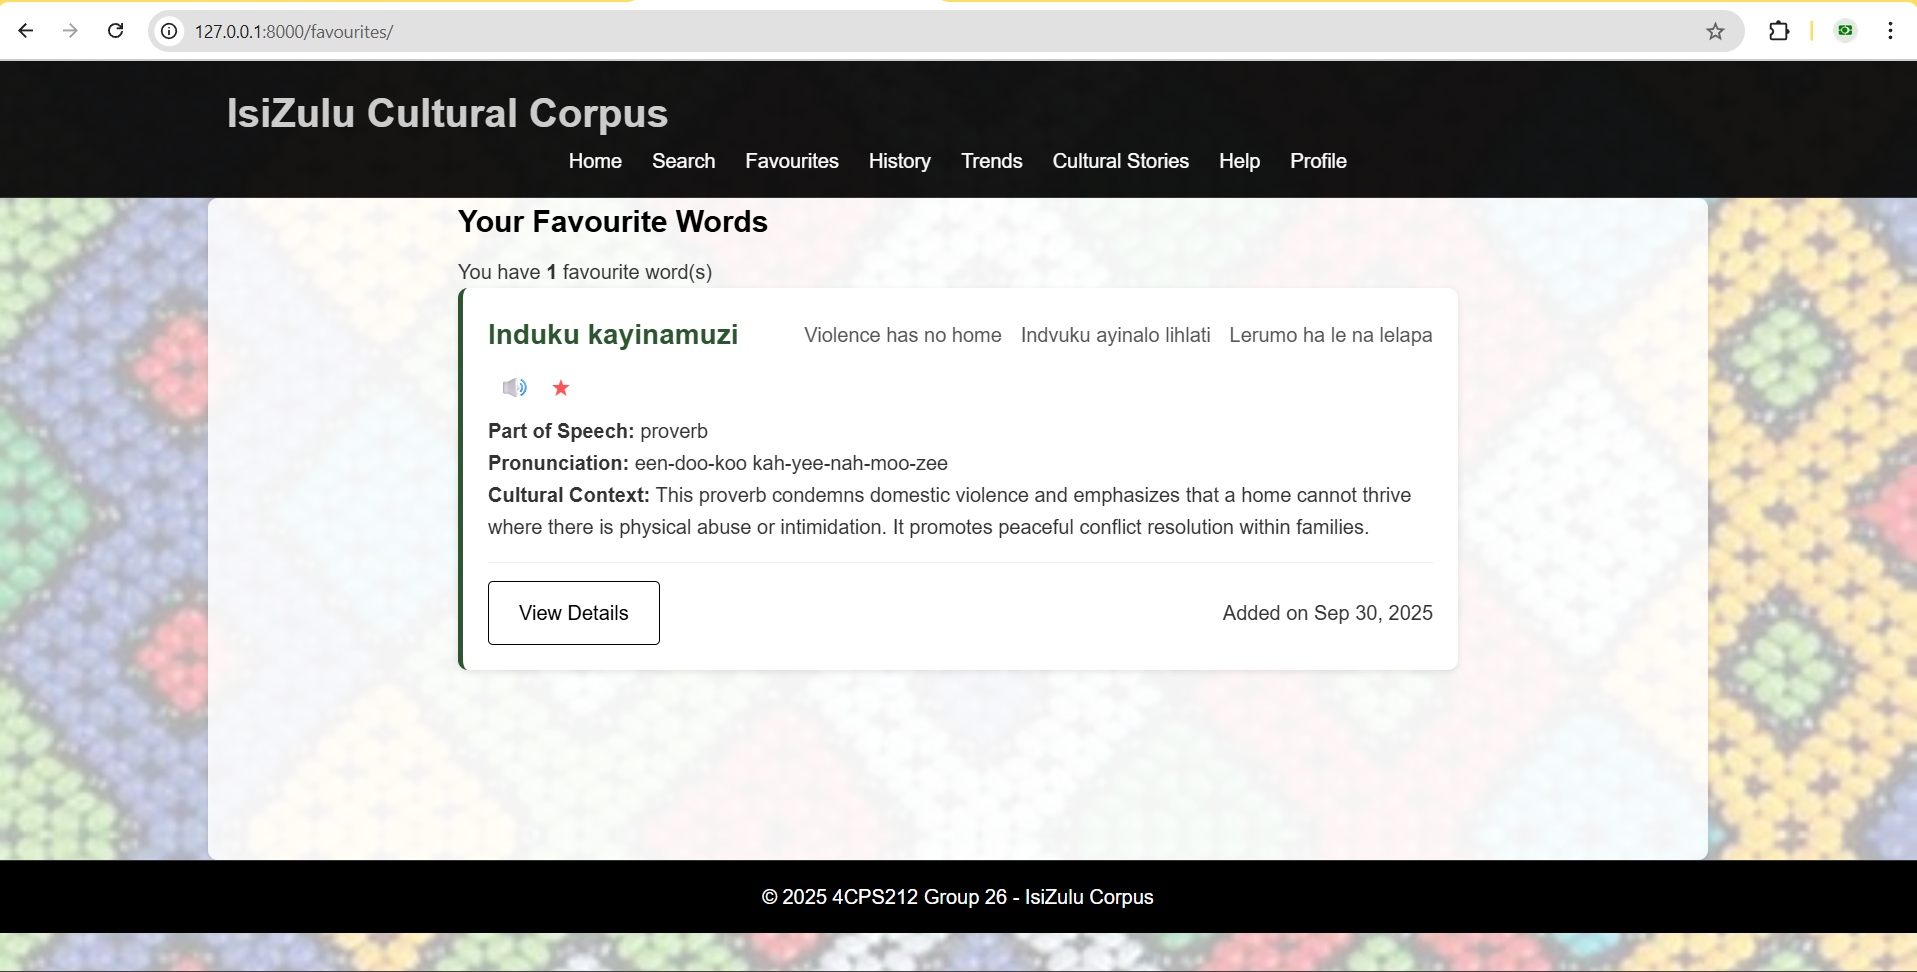 127.0.0.1:8000/favourites/
IsiZulu Cultural Corpus
Home Search Favourites History Trends Cultural Stories Help Profile
Your Favourite Words
You have 1 favourite word(s)
Induku kayinamuzi Violence has no home Indvuku ayinalo lihlati Lerumo ha le na lelapa
Part of Speech: proverb
Pronunciation: een-doo-koo kah-yee-nah-moo-zee
Cultural Context: This proverb condemns domestic violence and emphasizes that a home cannot thrive
where there is physical abuse or intimidation. It promotes peaceful conflict resolution within families.
View Details Added on Sep 30, 2025
© 2025 4CPS212 Group 26 - IsiZulu Corpus